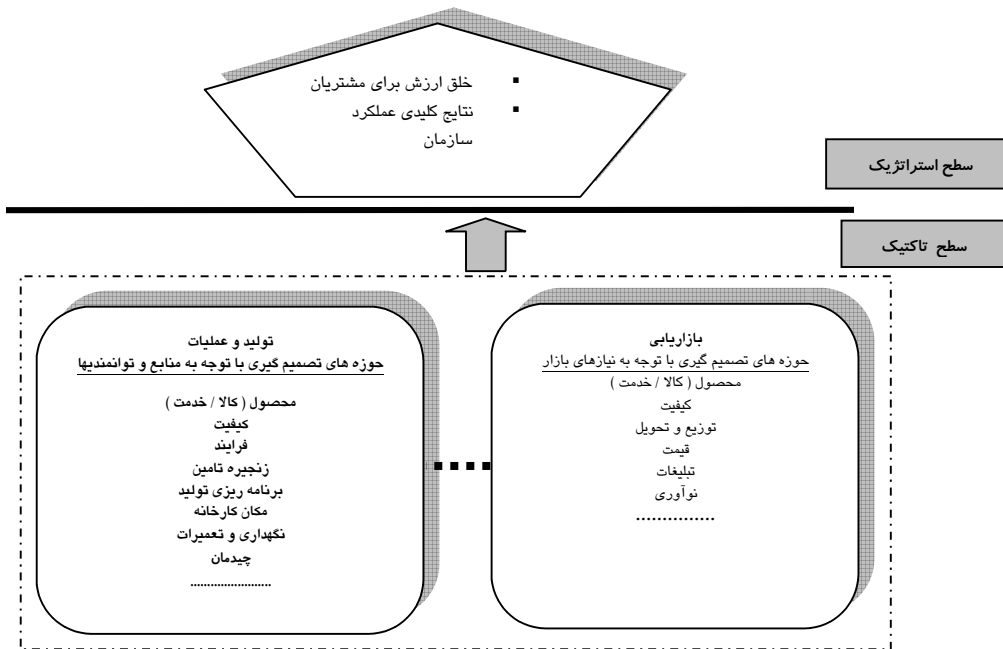 ▪ خلق ارزش برای مشتریان
▪ نتایج کلیدی عملکرد
سازمان
سطح استراتژیک
سطح تاکتیک
بازاریابی
حوزه های تصمیم گیری با توجه به نیازهای بازار
محصول ( کالا / خدمت )
کیفیت
توزیع و تحویل
قیمت
تبلیغات
نوآوری
...............
تولید و عملیات
حوزه های تصمیم گیری با توجه به منابع و توانمندیها
محصول ( کالا / خدمت )
کیفیت
فرایند
زنجیره تامین
برنامه ریزی تولید
مکان کارخانه
نگهداری و تعمیرات
چیدمان
.......................